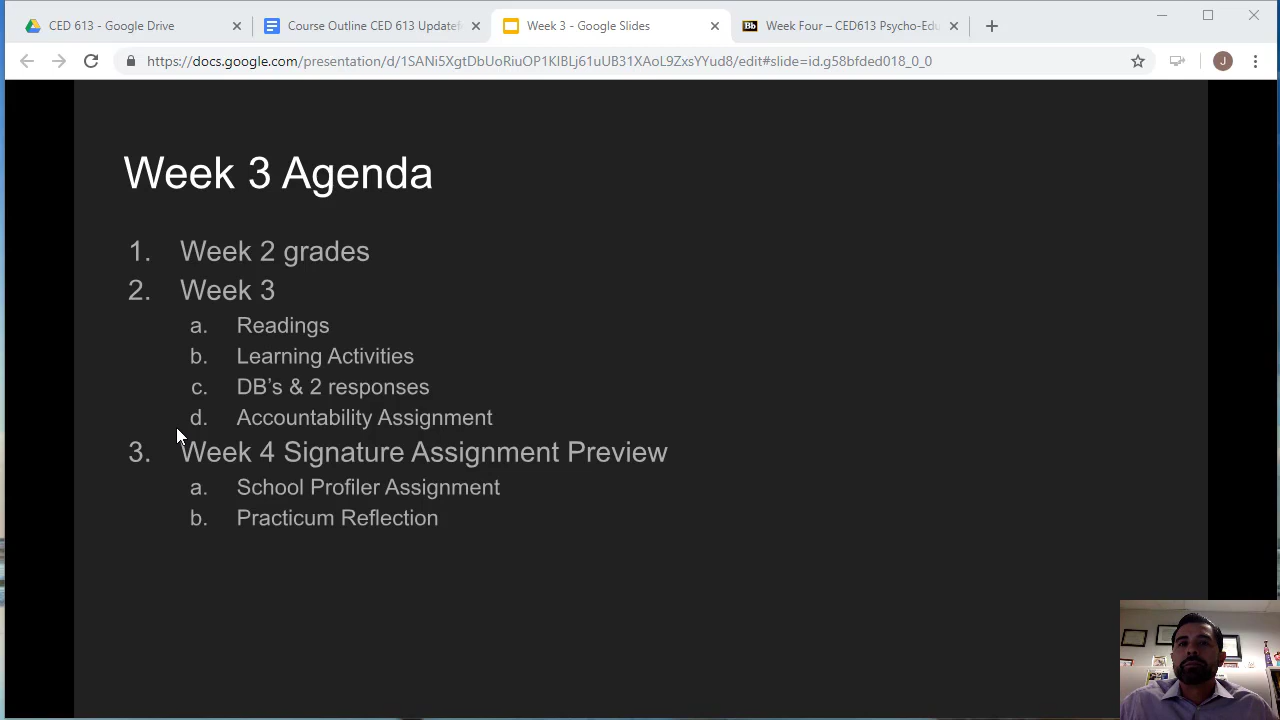 CED 613 - Google Drive
Course Outline CED 613 Update
Week 3 - Google Slides
Bb
Week Four – CED613 Psycho-Edu
https://docs.google.com/presentation/d/1SANi5XgtDbUoRiuOP1ItBLj61uUB31XAoL9ZxsYYud8/edit#slide=id.g58bfded018_0_0
J
Week 3 Agenda
1. Week 2 grades
2. Week 3
a. Readings
b. Learning Activities
c. DB's & 2 responses
d. Accountability Assignment
3. Week 4 Signature Assignment Preview
a. School Profiler Assignment
b. Practicum Reflection